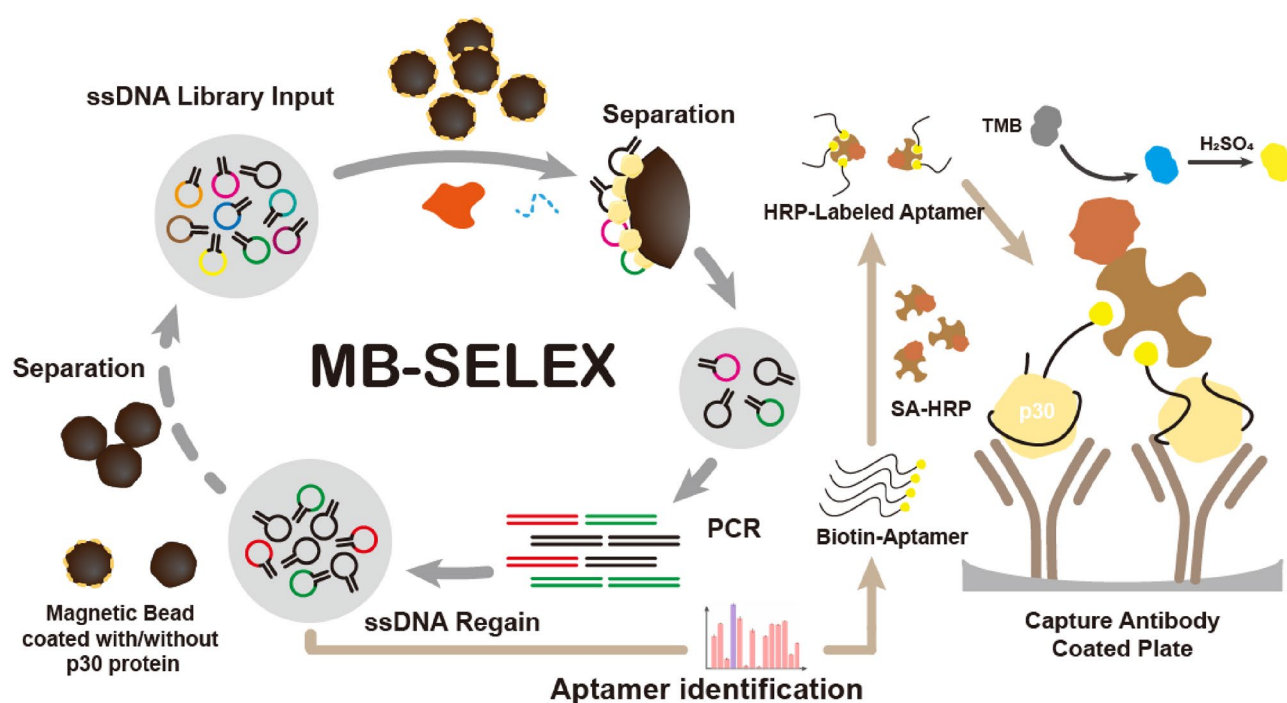 ssDNA Library Input
Separation
TMB
H₂SO₄
HRP-Labeled Aptamer
MB-SELEX
Separation
SA-HRP
p30
PCR
Biotin-Aptamer
Magnetic Bead
coated with/without
p30 protein
ssDNA Regain
Capture Antibody
Coated Plate
Aptamer identification